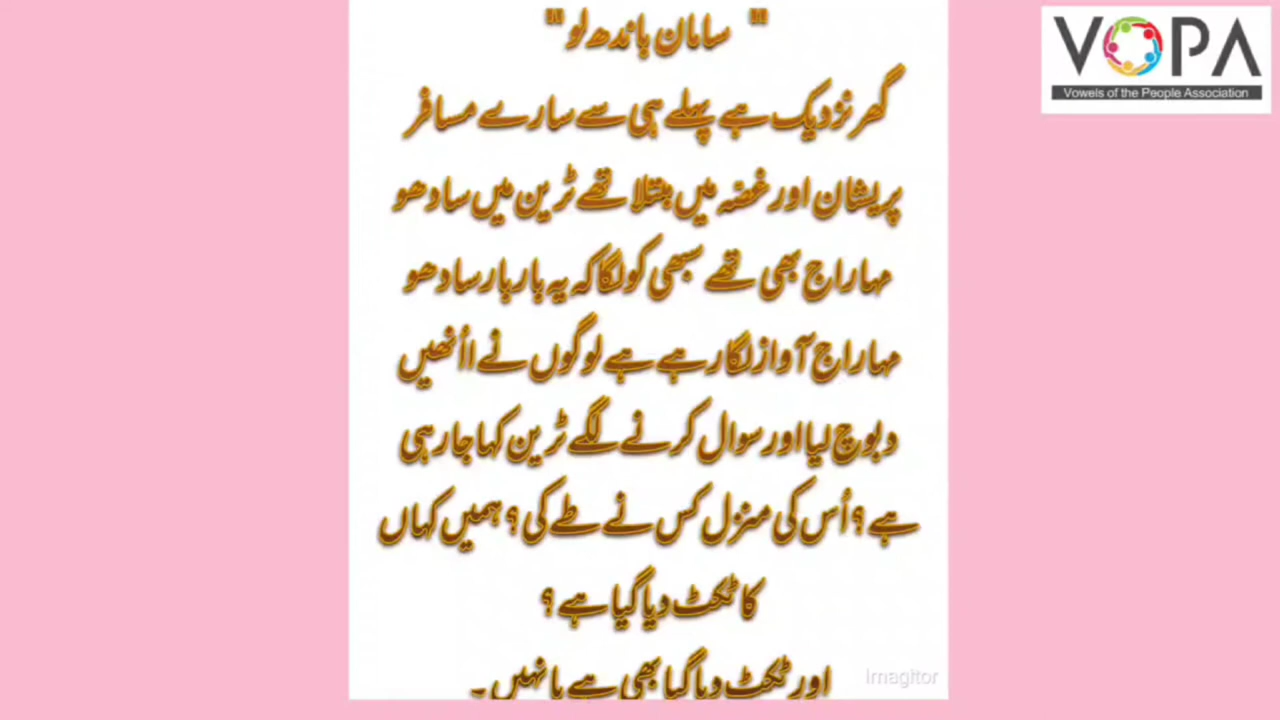 " سامان باندھ لو "
گھر نزدیک ہے پہلے ہی سے سارے مسافر
پریشان اور غصّہ میں مبتلا تھے ٹرین میں سادھو
مہاراج بھی تھے سبھی کو لگا کہ یہ بار بار سادھو
مہاراج آواز لگا رہے ہے لوگوں نے اأنھیں
دبوچ لیا اور سوال کرنے لگے ٹرین کہا جا رہی
ہے ؟ اُس کی منزل کس نے طے کی ؟ ہمیں کہاں
کا ٹکٹ دیا گیا ہے ؟
اور ٹکٹ دیا گیا بھی ہے یا نہیں ۔
VOPA
Vowels of the People Association
Imagitor